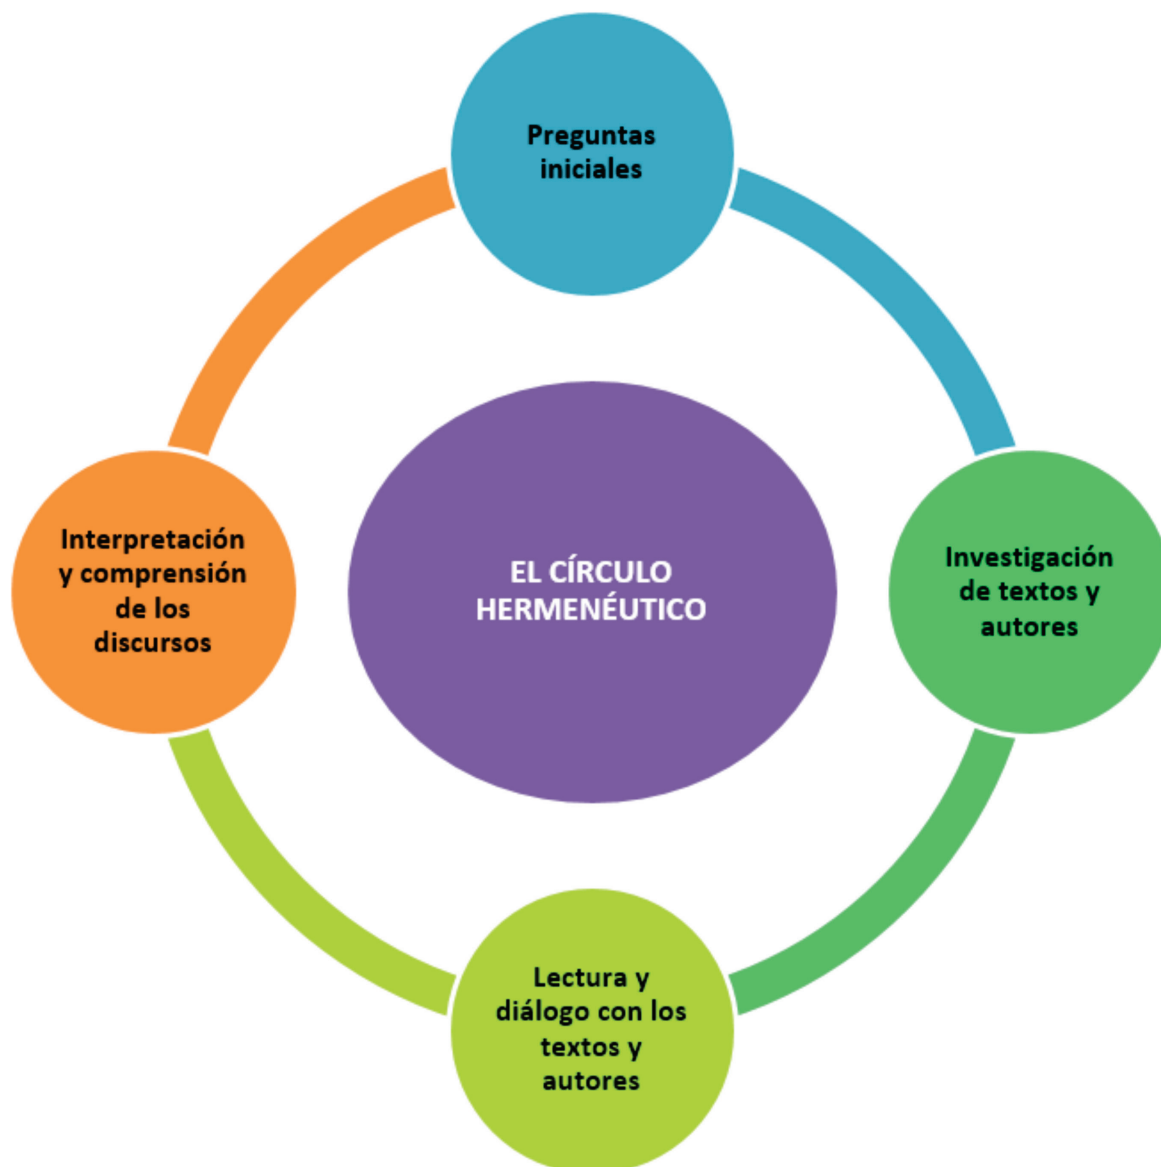 Preguntas
iniciales
Investigación
de textos y
autores
Lectura y
diálogo con los
textos y
autores
Interpretación
y comprensión
de los
discursos
EL CÍRCULO
HERMENÉUTICO